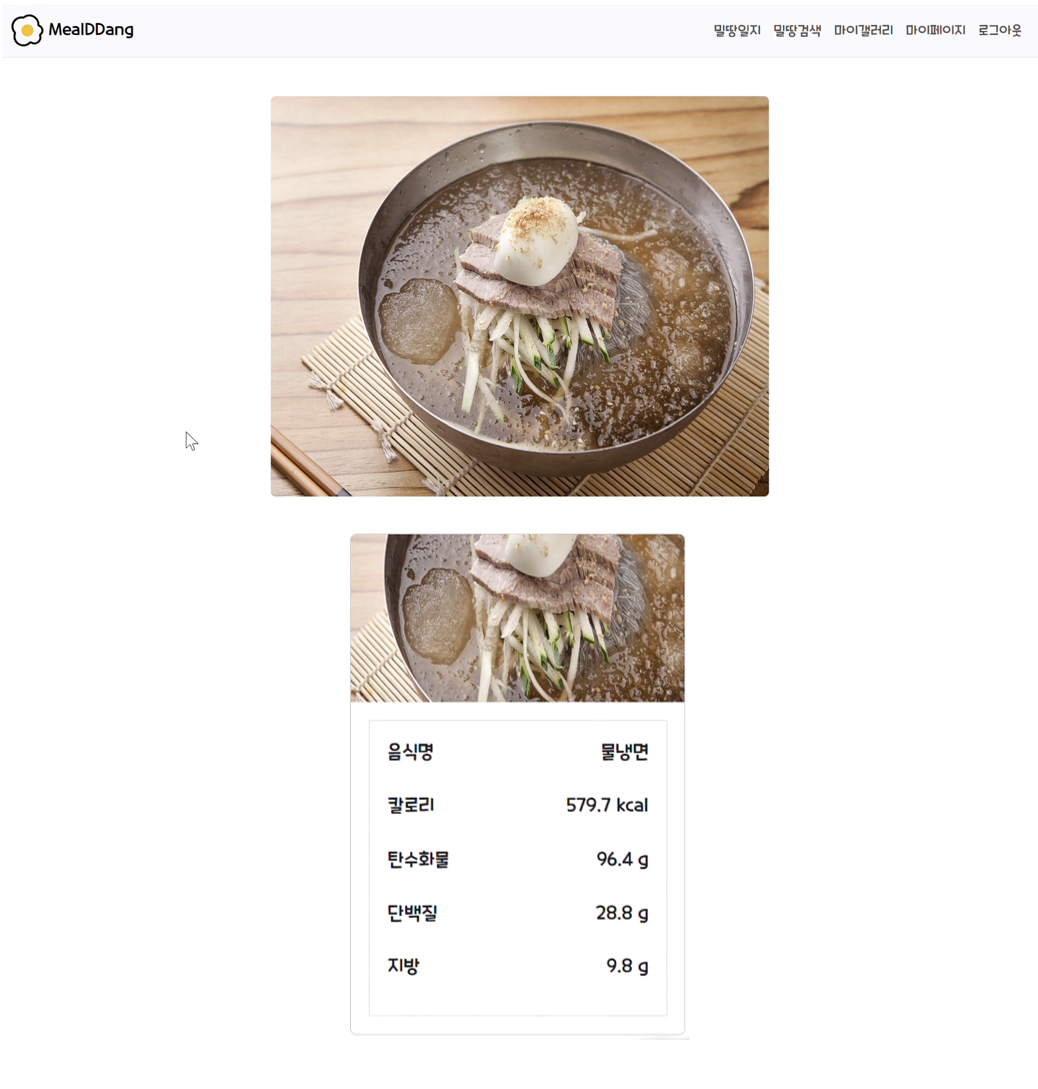 MealDDang 밀땅일지 밀땅검색 마이갤러리 마이페이지 로그아웃
음식명 물냉면
칼로리 579.7 kcal
탄수화물 96.4 g
단백질 28.8 g
지방 9.8 g